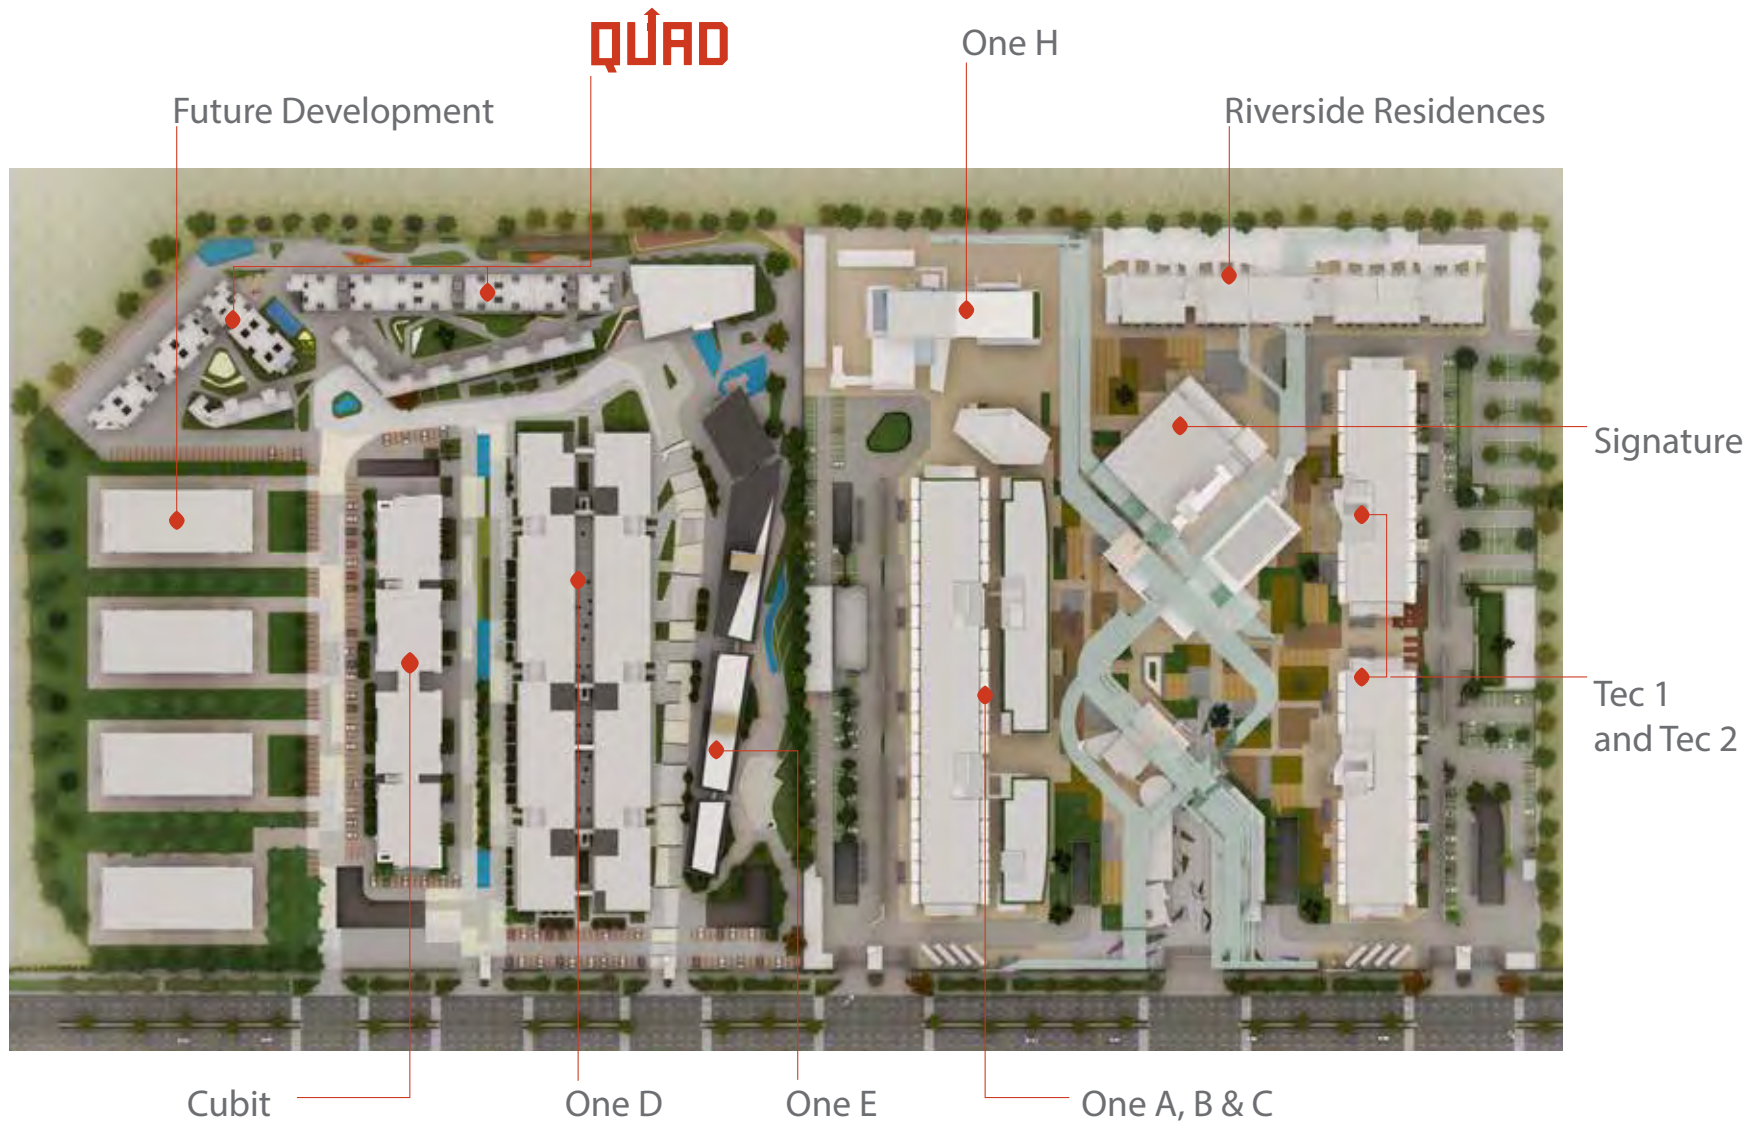 QUAD
One H
Future Development
Riverside Residences
Signature
Tec 1
and Tec 2
Cubit
One D
One E
One A, B & C